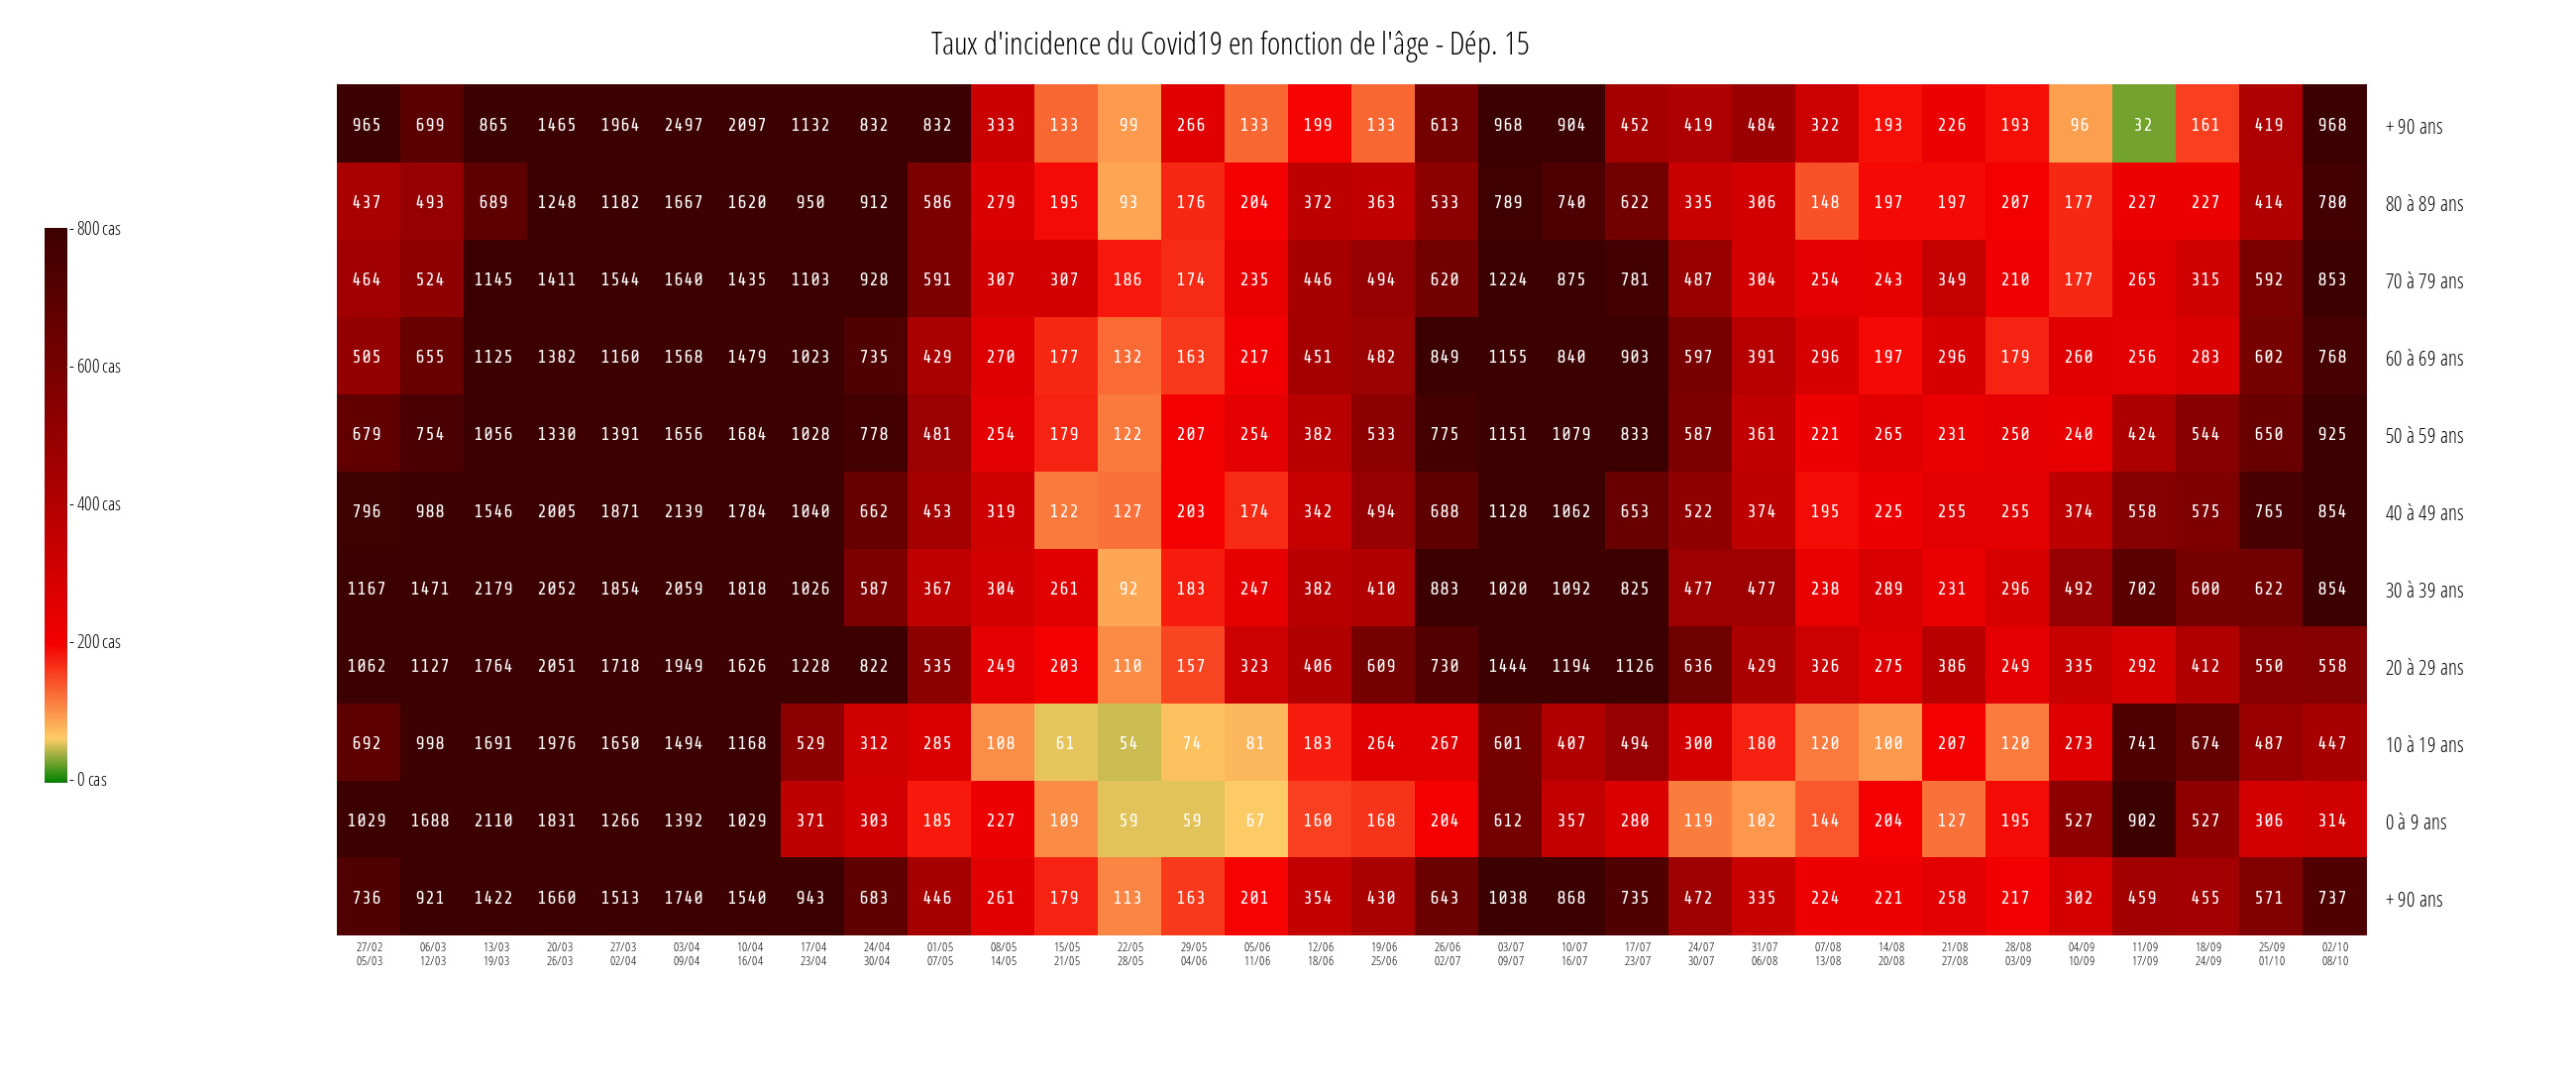 Taux d'incidence du Covid19 en fonction de l'âge - Dép. 15
965 699 865 1465 1964 2497 2097 1132 832 832 333 133 99 266 133 199 133 613 968 904 452 419 484 322 193 226 193 96 32 161 419 968 + 90 ans
437 493 689 1248 1182 1667 1620 950 912 586 279 195 93 176 204 372 363 533 789 740 622 335 306 148 197 197 207 177 227 227 414 780 80 à 89 ans
- 800 cas
464 524 1145 1411 1544 1640 1435 1103 928 591 307 307 186 174 235 446 494 620 1224 875 781 487 304 254 243 349 210 177 265 315 592 853 70 à 79 ans
505 655 1125 1382 1160 1568 1479 1023 735 429 270 177 132 163 217 451 482 849 1155 840 903 597 391 296 197 296 179 260 256 283 602 768 60 à 69 ans
- 600 cas
679 754 1056 1330 1391 1656 1684 1028 778 481 254 179 122 207 254 382 533 775 1151 1079 833 587 361 221 265 231 250 240 424 544 650 925 50 à 59 ans
- 400 cas
796 988 1546 2005 1871 2139 1784 1040 662 453 319 122 127 203 174 342 494 688 1128 1062 653 522 374 195 225 255 255 374 558 575 765 854 40 à 49 ans
1167 1471 2179 2052 1854 2059 1818 1026 587 367 304 261 92 183 247 382 410 883 1020 1092 825 477 477 238 289 231 296 492 702 600 622 854 30 à 39 ans
- 200 cas
1062 1127 1764 2051 1718 1949 1626 1228 822 535 249 203 110 157 323 406 609 730 1444 1194 1126 636 429 326 275 386 249 335 292 412 550 558 20 à 29 ans
692 998 1691 1976 1650 1494 1168 529 312 285 108 61 54 74 81 183 264 267 601 407 494 300 180 120 100 207 120 273 741 674 487 447 10 à 19 ans
- 0 cas
1029 1688 2110 1831 1266 1392 1029 371 303 185 227 109 59 59 67 160 168 204 612 357 280 119 102 144 204 127 195 527 902 527 306 314 0 à 9 ans
736 921 1422 1660 1513 1740 1540 943 683 446 261 179 113 163 201 354 430 643 1038 868 735 472 335 224 221 258 217 302 459 455 571 737 + 90 ans
27/02 06/03 13/03 20/03 27/03 03/04 10/04 17/04 24/04 01/05 08/05 15/05 22/05 29/05 05/06 12/06 19/06 26/06 03/07 10/07 17/07 24/07 31/07 07/08 14/08 21/08 28/08 04/09 11/09 18/09 25/09 02/10
05/03 12/03 19/03 26/03 02/04 09/04 16/04 23/04 30/04 07/05 14/05 21/05 28/05 04/06 11/06 18/06 25/06 02/07 09/07 16/07 23/07 30/07 06/08 13/08 20/08 27/08 03/09 10/09 17/09 24/09 01/10 08/10